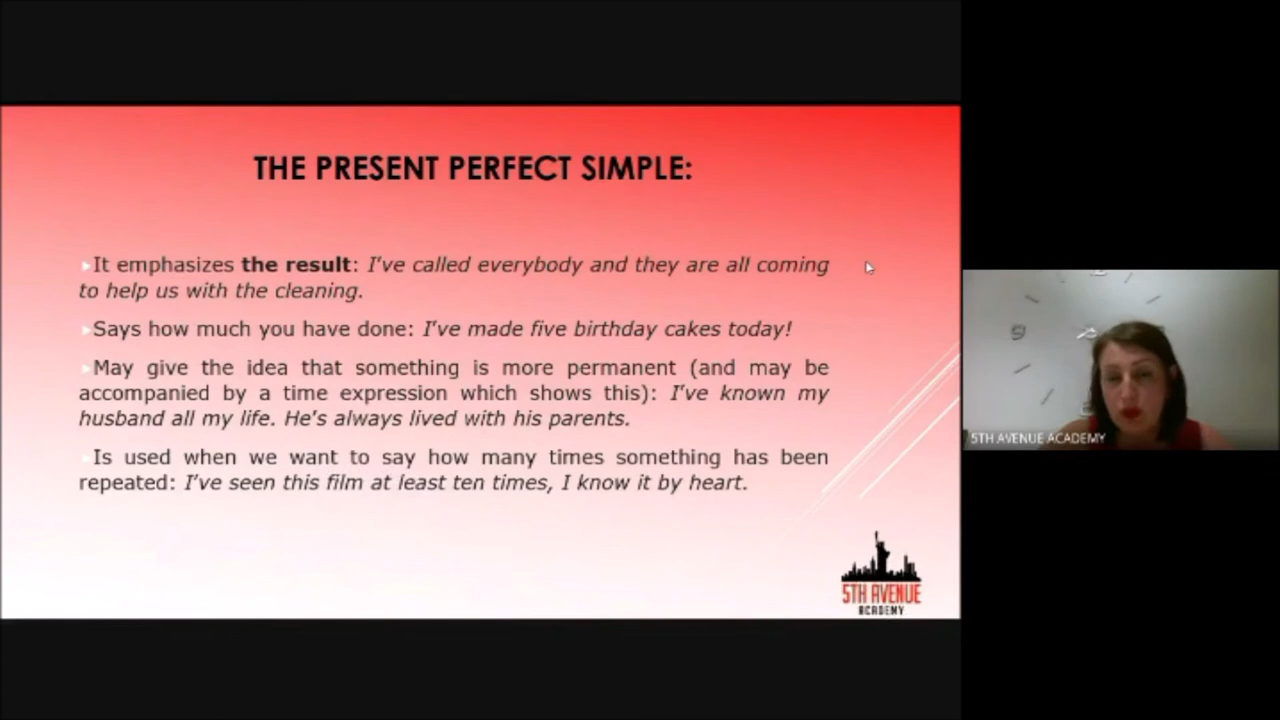 THE PRESENT PERFECT SIMPLE:
It emphasizes the result: I've called everybody and they are all coming
to help us with the cleaning.
Says how much you have done: I've made five birthday cakes today!
May give the idea that something is more permanent (and may be
accompanied by a time expression which shows this): I've known my
husband all my life. He's always lived with his parents.
Is used when we want to say how many times something has been
repeated: I've seen this film at least ten times, I know it by heart.
5TH AVENUE
ACADEMY
9
5TH AVENUE ACADEMY